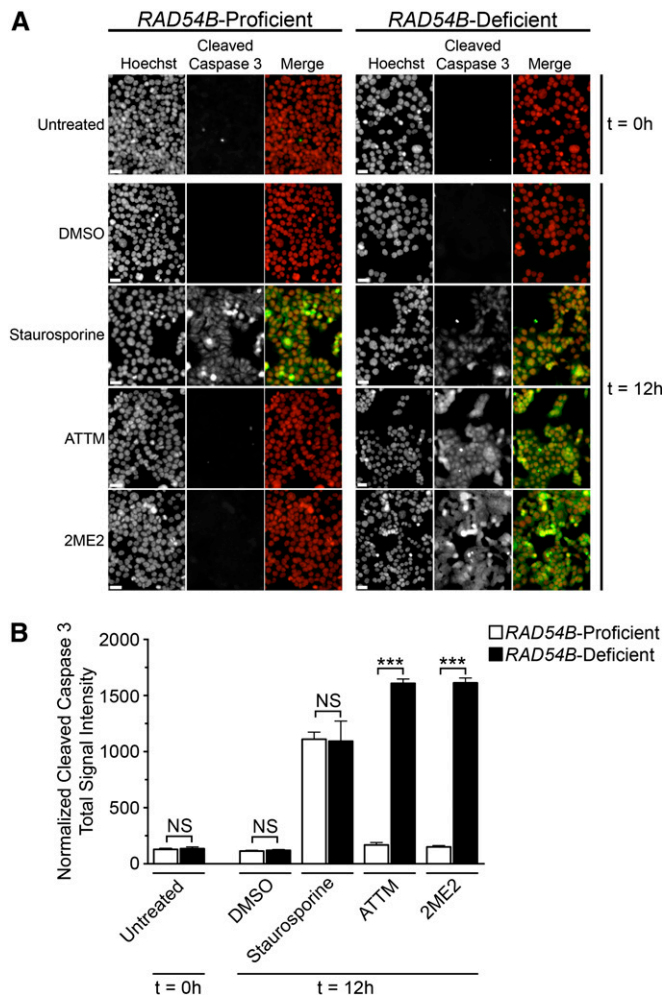 A
RAD54B-Proficient
RAD54B-Deficient
Hoechst
Cleaved
Caspase 3
Merge
Hoechst
Cleaved
Caspase 3
Merge
Untreated
t = 0h
DMSO
Staurosporine
t = 12h
ATTM
2ME2
B
RAD54B-Proficient
RAD54B-Deficient
Normalized Cleaved Caspase 3
Total Signal Intensity
2000
1500
1000
500
0
NS
NS
NS
***
***
Untreated
DMSO
Staurosporine
ATTM
2ME2
t = 0h
t = 12h